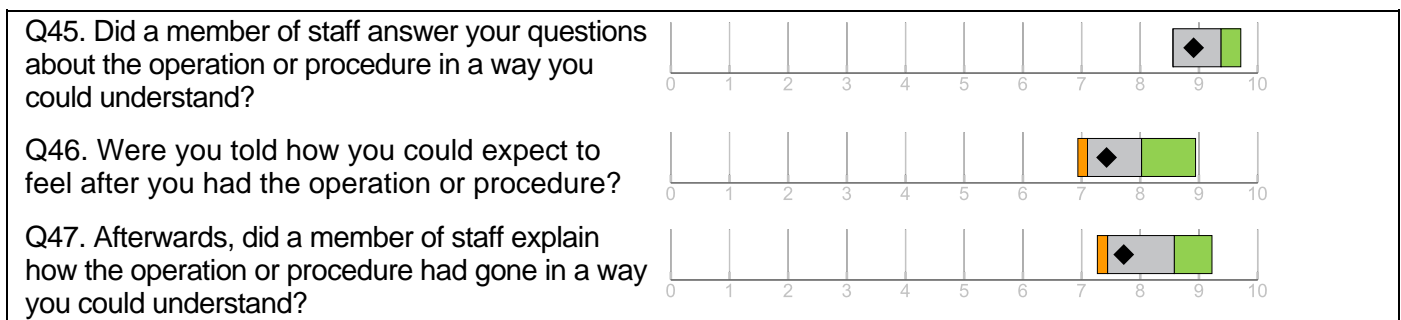 Q45. Did a member of staff answer your questions
about the operation or procedure in a way you
could understand?
0 1 2 3 4 5 6 7 8 9 10
Q46. Were you told how you could expect to
feel after you had the operation or procedure?
0 1 2 3 4 5 6 7 8 9 10
Q47. Afterwards, did a member of staff explain
how the operation or procedure had gone in a way
you could understand?
0 1 2 3 4 5 6 7 8 9 10